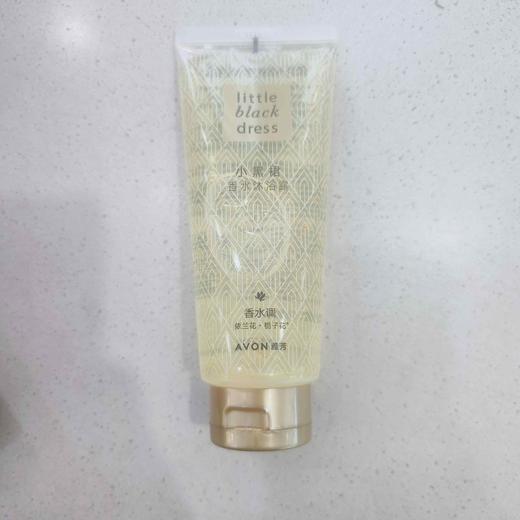 little
black
dress
小黑裙
香水沐浴露
香水调
依兰花·栀子花*
AVON 雅芳